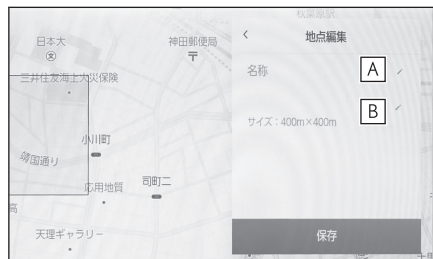 秋葉原駅
日本大
文
神田郵便局
〒
三井住友海上火災保険
小川町
靖国通り
応用地質
司町二
高
天理ギャラリー
地点編集
名称
A
B
サイズ：400m×400m
保存